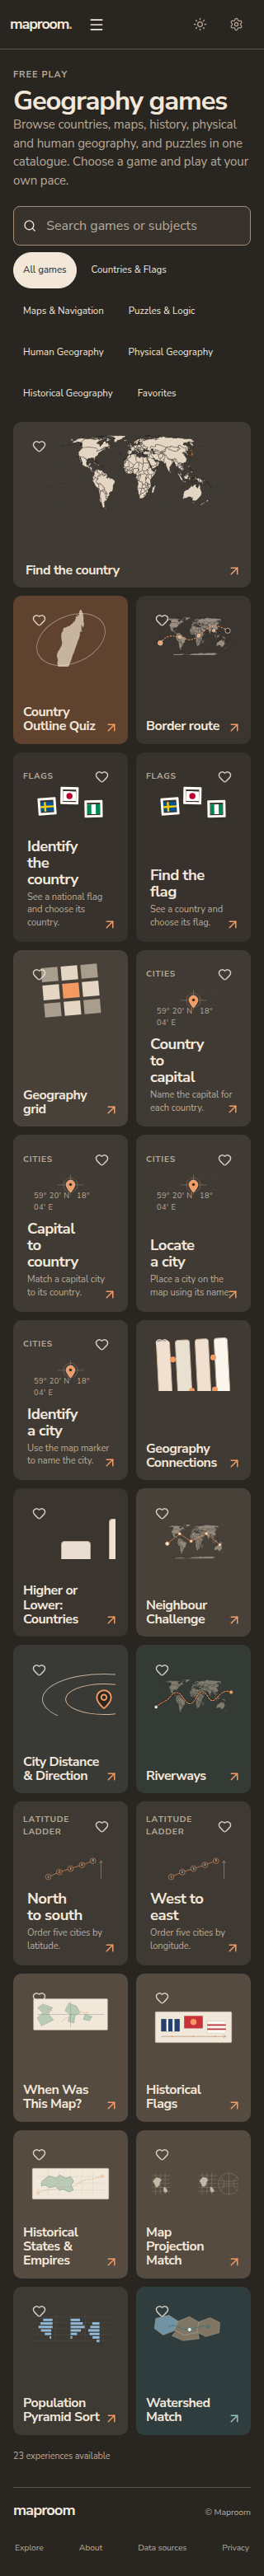 maproom.
FREE PLAY
Geography games
Browse countries, maps, history, physical
and human geography, and puzzles in one
catalogue. Choose a game and play at your
own pace.
Search games or subjects
All games
Countries & Flags
Maps & Navigation
Puzzles & Logic
Human Geography
Physical Geography
Historical Geography
Favorites
Find the country
Country
Outline Quiz
Border route
FLAGS
Identify
the
country
See a national flag
and choose its
country.
FLAGS
Find the
flag
See a country and
choose its flag.
Geography
grid
CITIES
59° 20' N 18°
04' E
Country
to
capital
Name the capital for
each country.
CITIES
59° 20' N 18°
04' E
Capital
to
country
Match a capital city
to its country.
CITIES
59° 20' N 18°
04' E
Locate
a city
Place a city on the
map using its name.
CITIES
59° 20' N 18°
04' E
Identify
a city
Use the map marker
to name the city.
Geography
Connections
Higher or
Lower:
Countries
Neighbour
Challenge
City Distance
& Direction
Riverways
LATITUDE
LADDER
North
to south
Order five cities by
latitude.
LATITUDE
LADDER
West to
east
Order five cities by
longitude.
When Was
This Map?
Historical
Flags
Historical
States &
Empires
Map
Projection
Match
Population
Pyramid Sort
Watershed
Match
23 experiences available
maproom
© Maproom
Explore
About
Data sources
Privacy